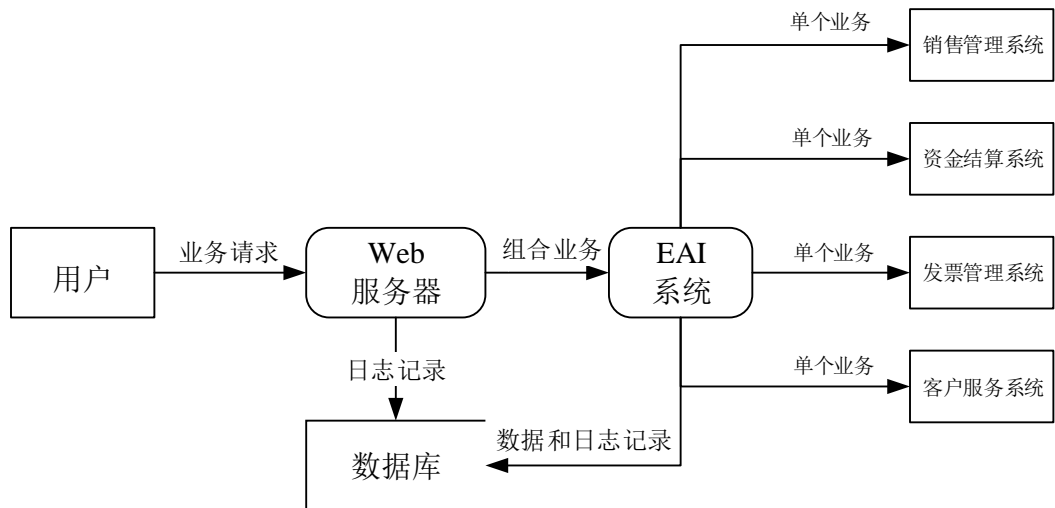 单个业务
销售管理系统
单个业务
资金结算系统
用户
业务请求
Web
服务器
组合业务
EAI
系统
单个业务
发票管理系统
日志记录
单个业务
客户服务系统
数据库
数据和日志记录